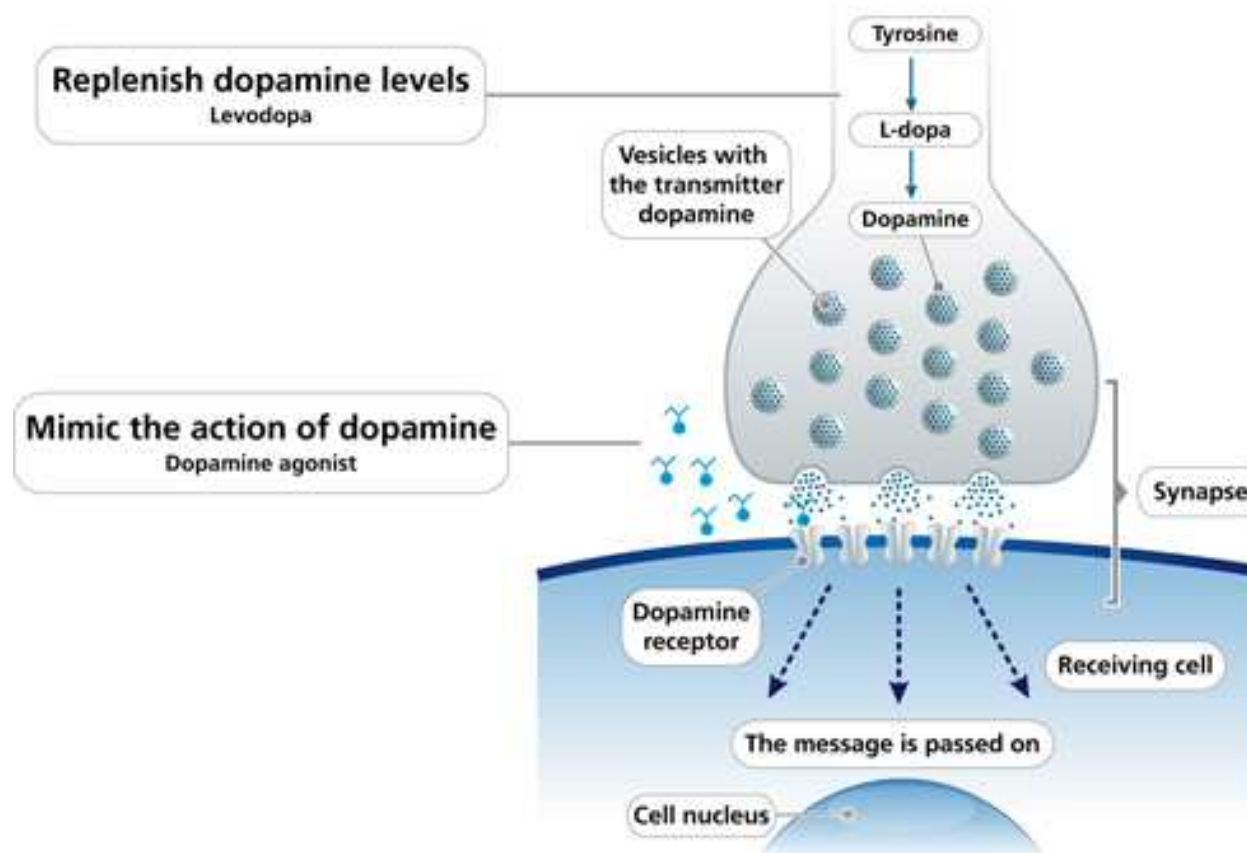 Tyrosine
Replenish dopamine levels
Levodopa
L-dopa
Vesicles with
the transmitter
dopamine
Dopamine
Mimic the action of dopamine
Dopamine agonist
Synapse
Dopamine
receptor
Receiving cell
The message is passed on
Cell nucleus